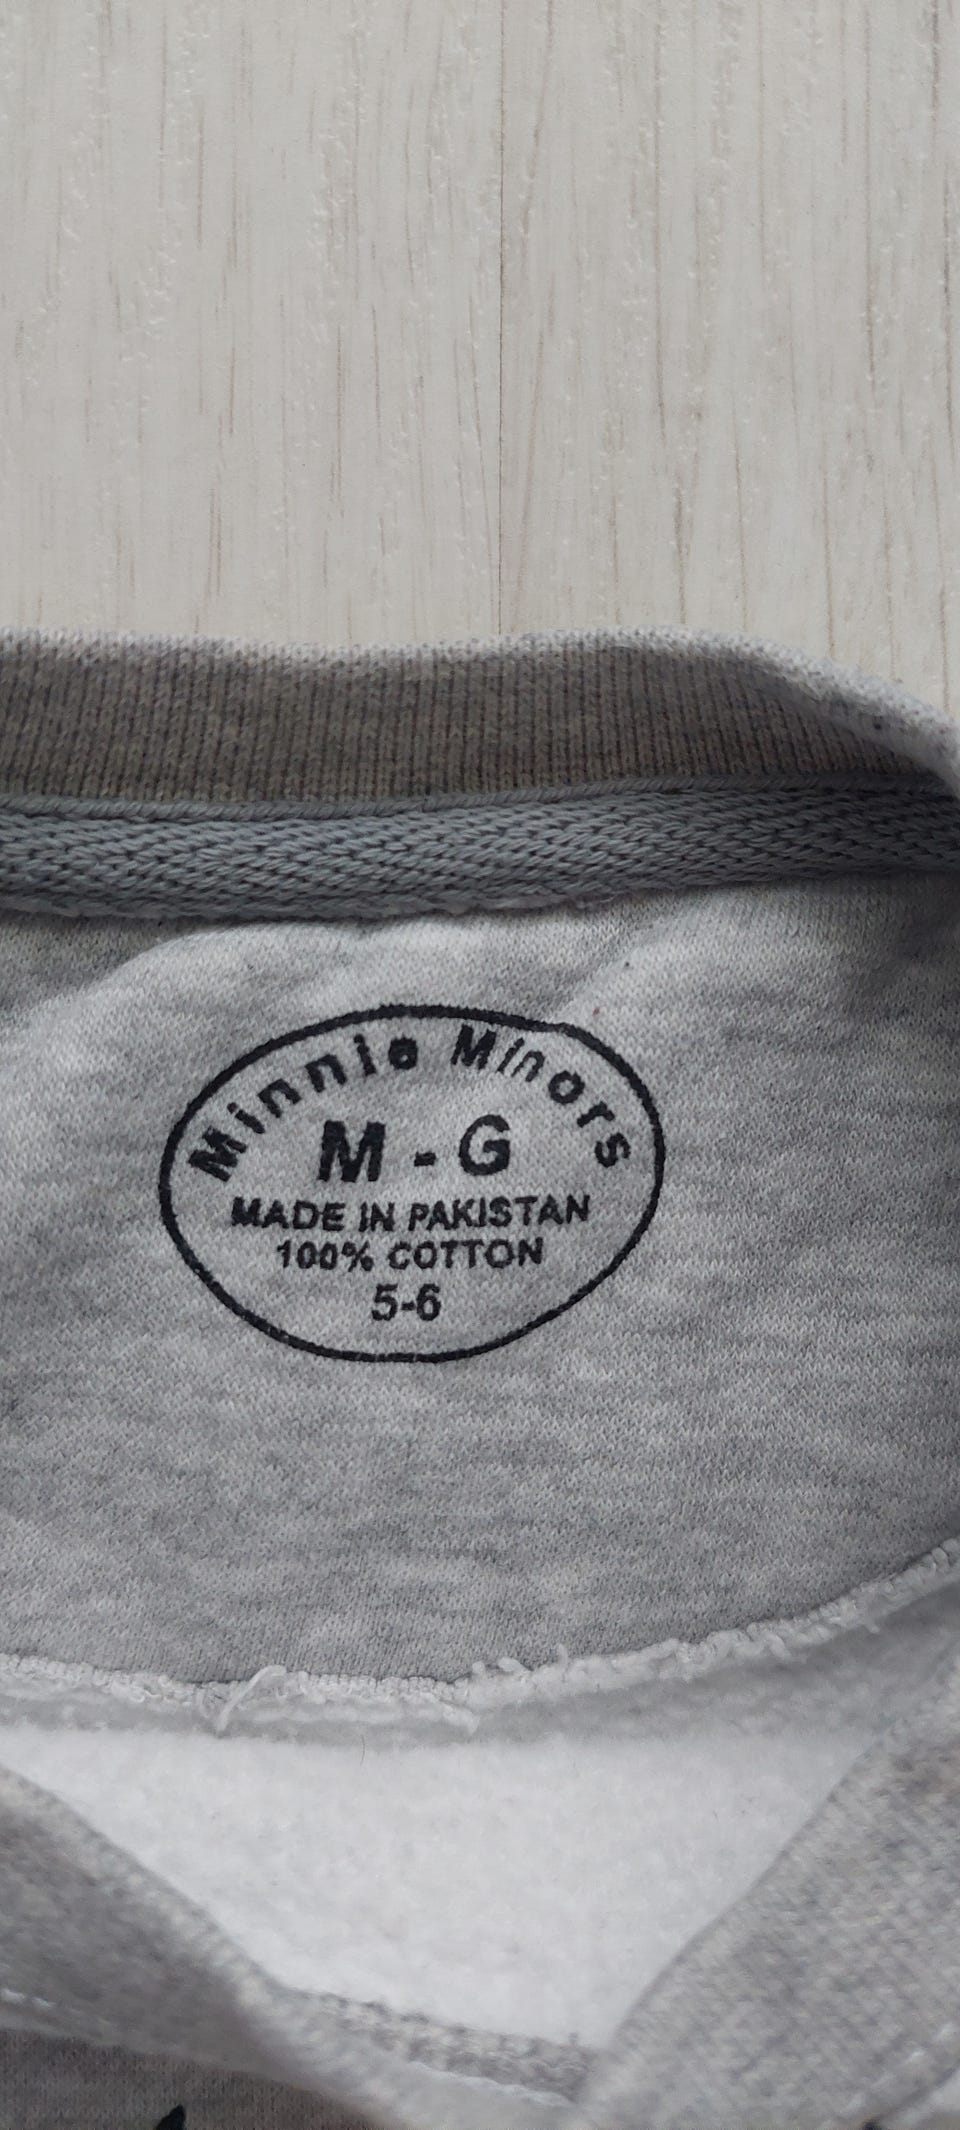 Minnie Minors
M - G
MADE IN PAKISTAN
100% COTTON
5-6